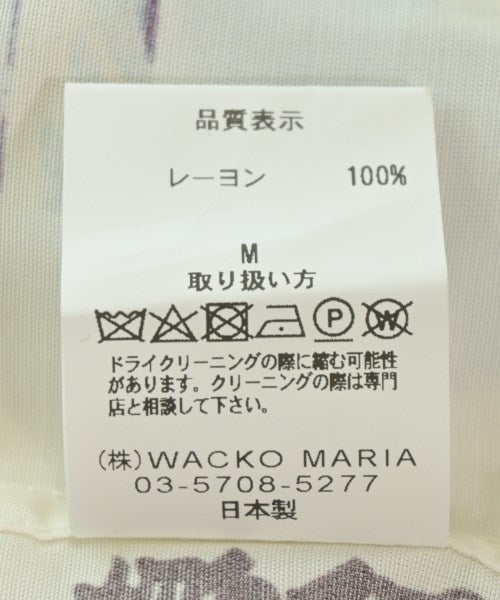 品質表示
レーヨン 100%
M
取り扱い方
P W
ドライクリーニングの際に縮む可能性
があります。クリーニングの際は専門
店と相談して下さい。
(株)WACKO MARIA
03-5708-5277
日本製